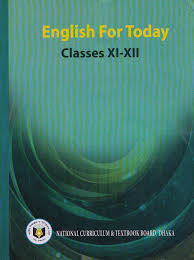 English For Today
Classes XI-XII
NATIONAL CURRICULUM & TEXTBOOK BOARD, DHAKA